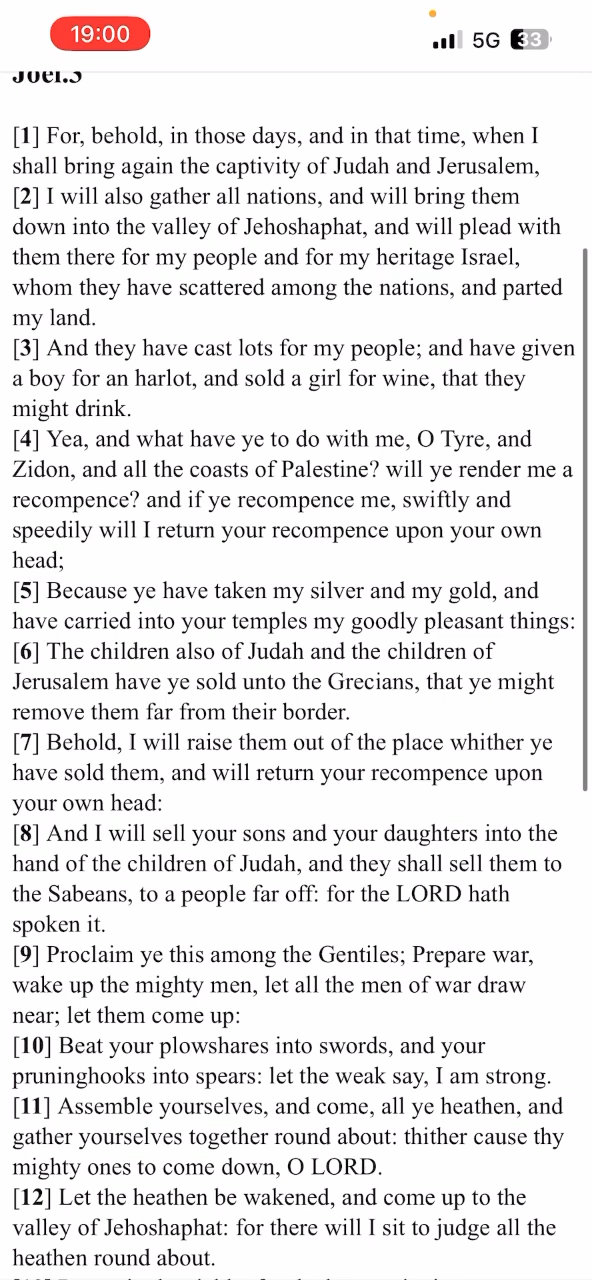 19:00
5G 33
Joel.3
[1] For, behold, in those days, and in that time, when I
shall bring again the captivity of Judah and Jerusalem,
[2] I will also gather all nations, and will bring them
down into the valley of Jehoshaphat, and will plead with
them there for my people and for my heritage Israel,
whom they have scattered among the nations, and parted
my land.
[3] And they have cast lots for my people; and have given
a boy for an harlot, and sold a girl for wine, that they
might drink.
[4] Yea, and what have ye to do with me, O Tyre, and
Zidon, and all the coasts of Palestine? will ye render me a
recompence? and if ye recompence me, swiftly and
speedily will I return your recompence upon your own
head;
[5] Because ye have taken my silver and my gold, and
have carried into your temples my goodly pleasant things:
[6] The children also of Judah and the children of
Jerusalem have ye sold unto the Grecians, that ye might
remove them far from their border.
[7] Behold, I will raise them out of the place whither ye
have sold them, and will return your recompence upon
your own head:
[8] And I will sell your sons and your daughters into the
hand of the children of Judah, and they shall sell them to
the Sabeans, to a people far off: for the LORD hath
spoken it.
[9] Proclaim ye this among the Gentiles; Prepare war,
wake up the mighty men, let all the men of war draw
near; let them come up:
[10] Beat your plowshares into swords, and your
pruninghooks into spears: let the weak say, I am strong.
[11] Assemble yourselves, and come, all ye heathen, and
gather yourselves together round about: thither cause thy
mighty ones to come down, O LORD.
[12] Let the heathen be wakened, and come up to the
valley of Jehoshaphat: for there will I sit to judge all the
heathen round about.